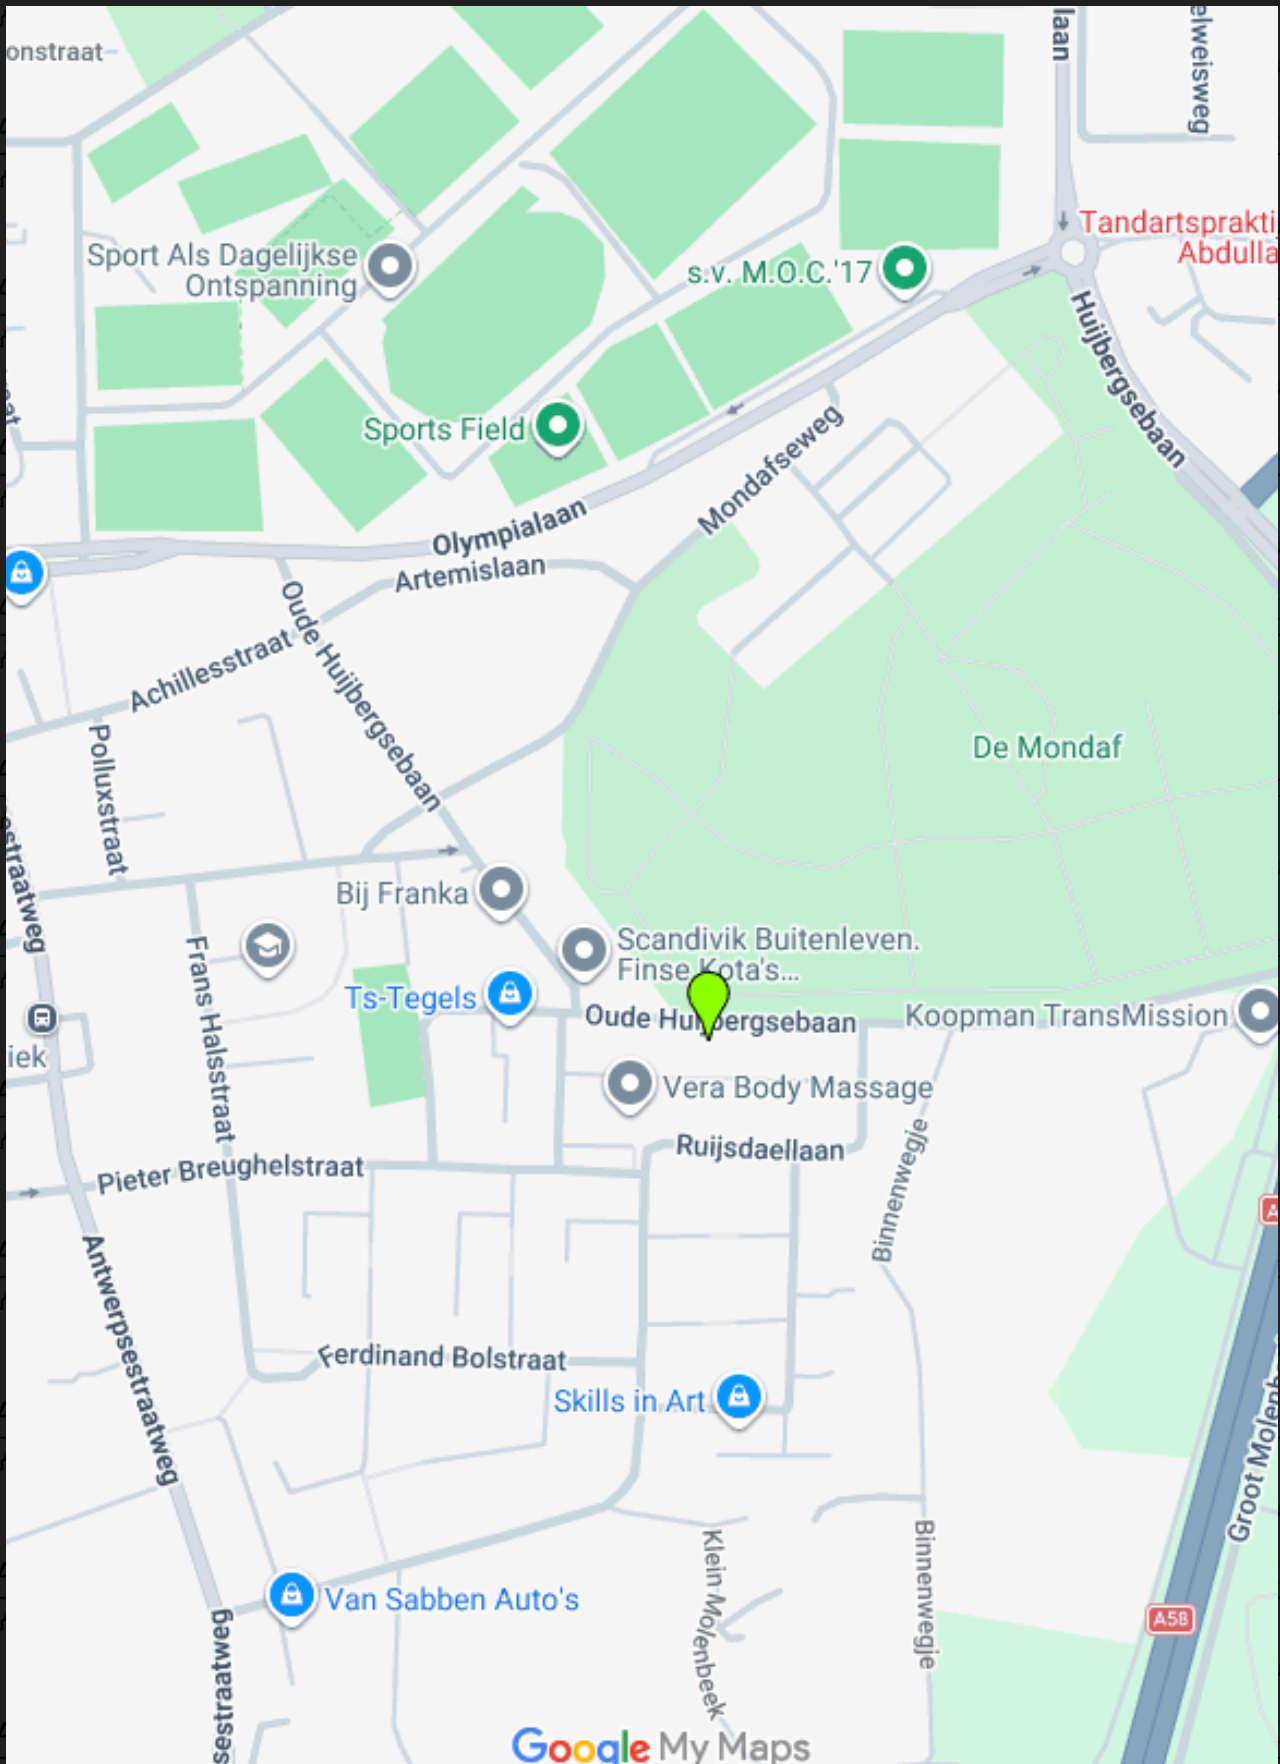 onstraat
laan
elweisweg
Sport Als Dagelijkse
Ontspanning
s.v. M.O.C.'17
Tandartsprakti
Abdulla
Huijbergsebaan
Sports Field
Mondafseweg
Olympialaan
Artemislaan
Oude Huijbergsebaan
Achillesstraat
Polluxstraat
De Mondaf
estraatweg
Bij Franka
Frans Halsstraat
Scandivik Buitenleven.
Finse Kota's...
Ts-Tegels
Oude Huijbergsebaan
Koopman TransMission
iek
Vera Body Massage
Ruijsdaellaan
Pieter Breughelstraat
Binnenwegje
Antwerpsestraatweg
Ferdinand Bolstraat
Skills in Art
Groot Molenb
Klein Molenbeek
Binnenwegje
Van Sabben Auto's
A58
sestraatweg
Google My Maps